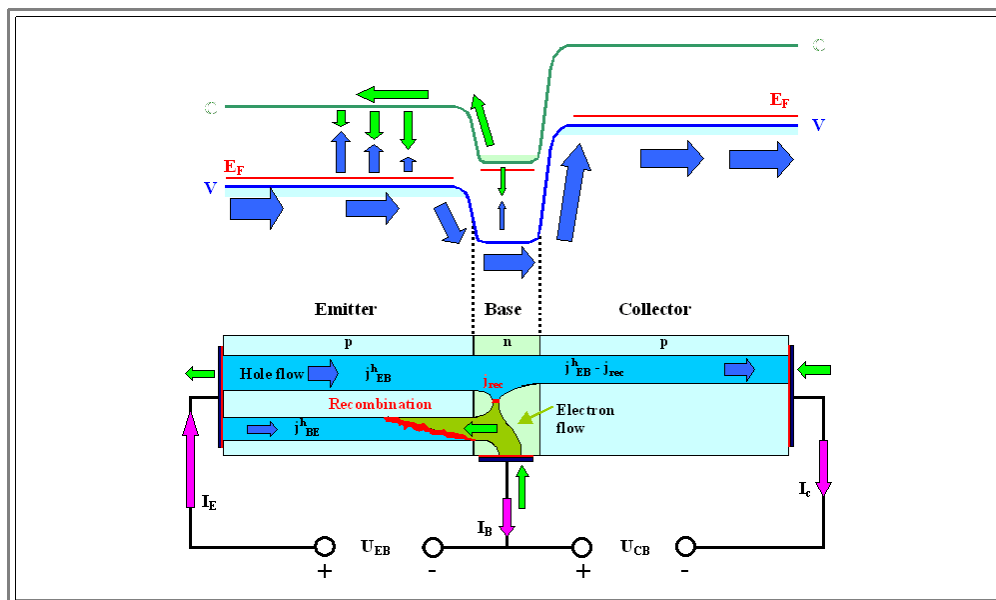 C
C
E_F
V
E_F
V
Emitter Base Collector
p n p
Hole flow j^h_EB j_rec j^h_EB - j_rec
Recombination
Electron
flow
j^h_BE
I_E I_B I_c
U_EB U_CB
+ - + -